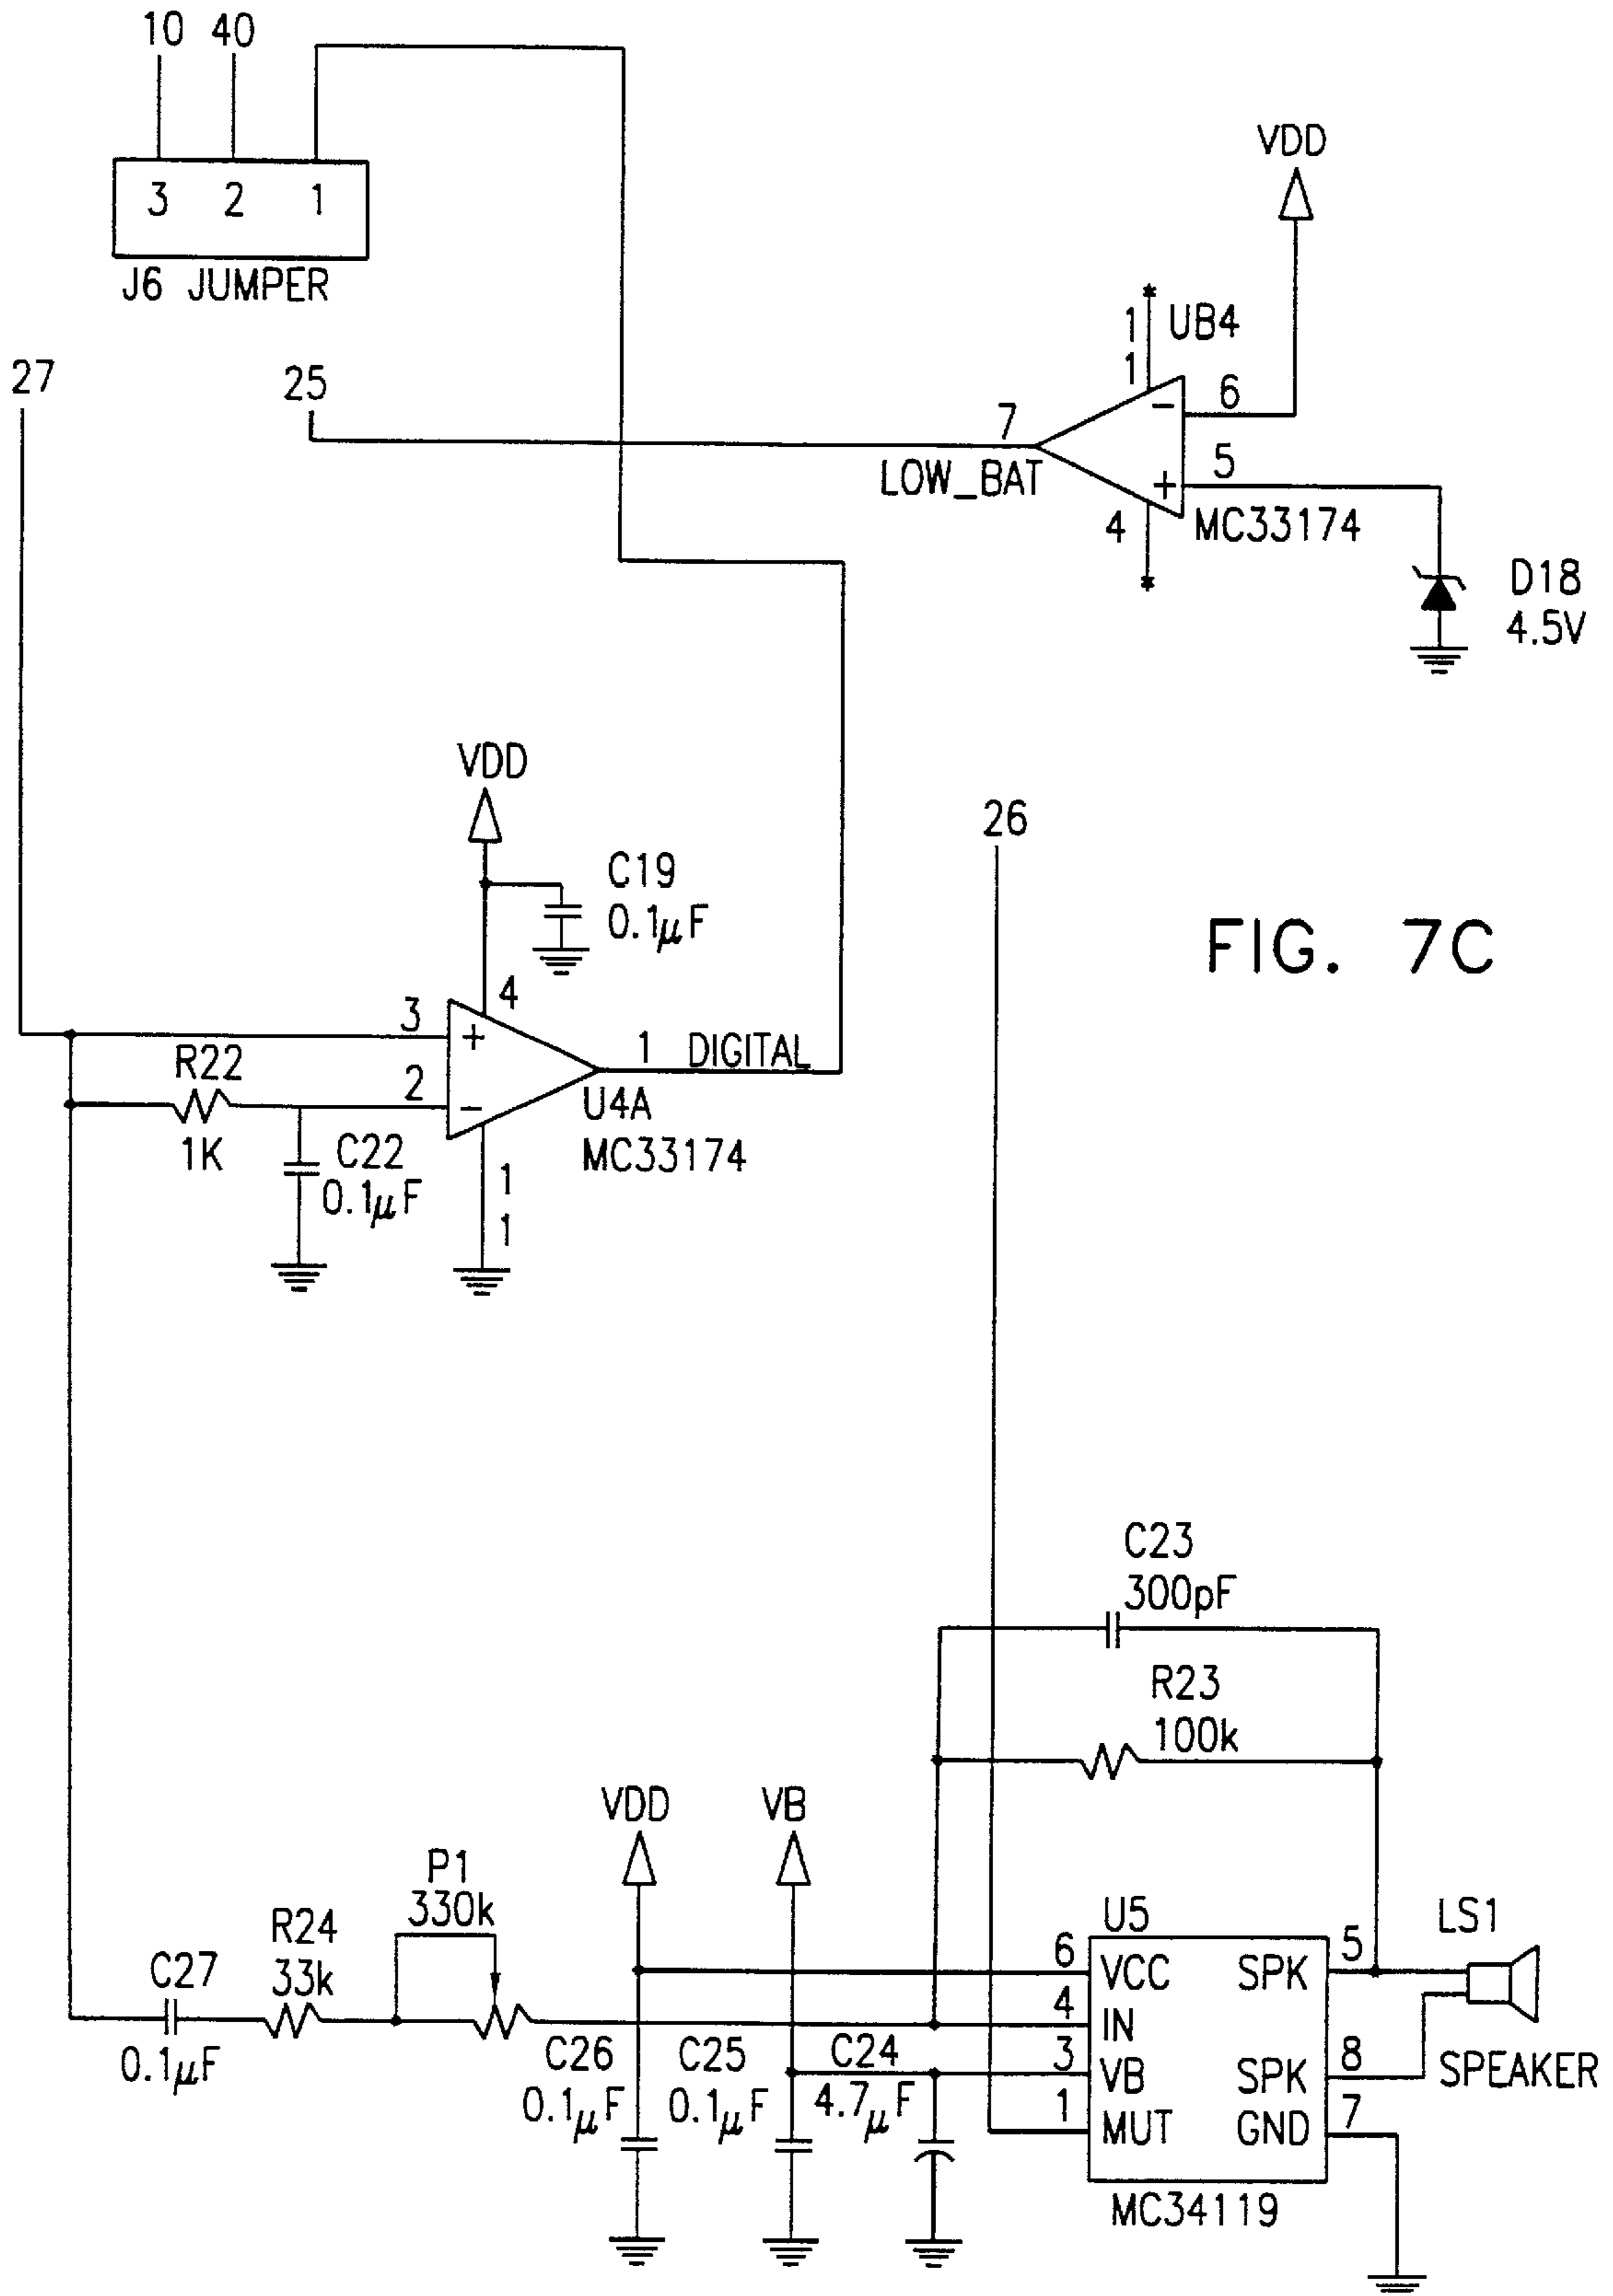 10 40
3 2 1
J6 JUMPER
VDD
1
1
UB4
27
25
7
6
LOW_BAT
5
4
MC33174
D18
4.5V
VDD
C19
0.1μF
26
FIG. 7C
4
3
1 DIGITAL
R22
2
1K
U4A
MC33174
C22
0.1μF
1
1
C23
300pF
R23
100k
VDD
VB
P1
330k
R24
33k
C27
0.1μF
U5
LS1
6 VCC SPK 5
4 IN
3 VB SPK 8
1 MUT GND 7
C26
0.1μF
C25
0.1μF
C24
4.7μF
SPEAKER
MC34119
+
−
+
−